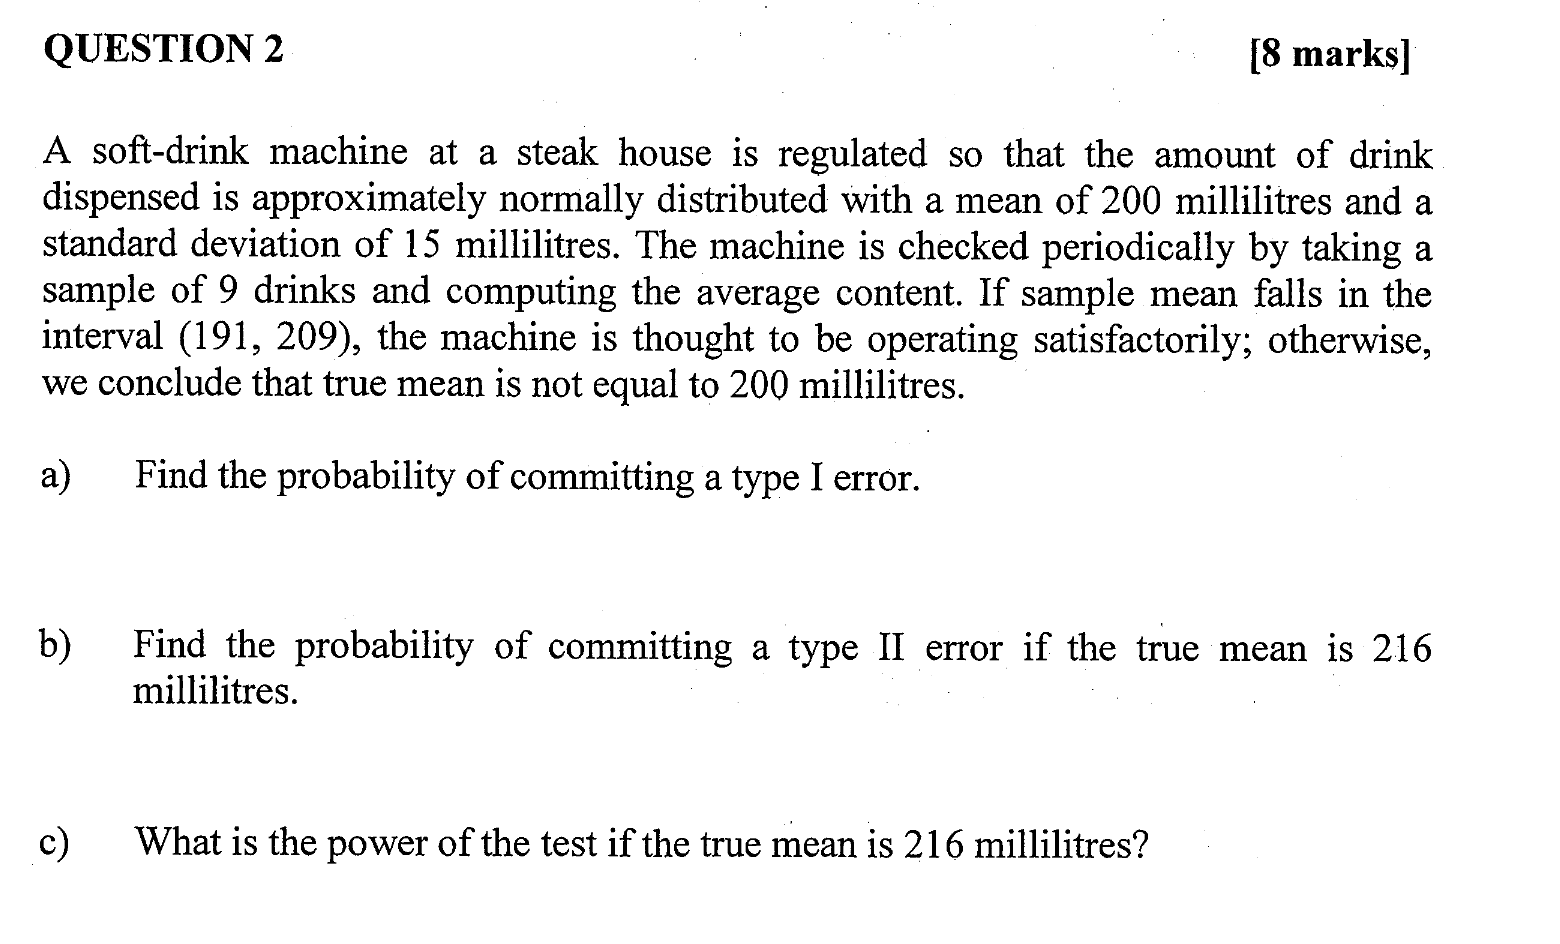 QUESTION 2 [8 marks]
A soft-drink machine at a steak house is regulated so that the amount of drink
dispensed is approximately normally distributed with a mean of 200 millilitres and a
standard deviation of 15 millilitres. The machine is checked periodically by taking a
sample of 9 drinks and computing the average content. If sample mean falls in the
interval (191, 209), the machine is thought to be operating satisfactorily; otherwise,
we conclude that true mean is not equal to 200 millilitres.
a) Find the probability of committing a type I error.
b) Find the probability of committing a type II error if the true mean is 216
millilitres.
c) What is the power of the test if the true mean is 216 millilitres?